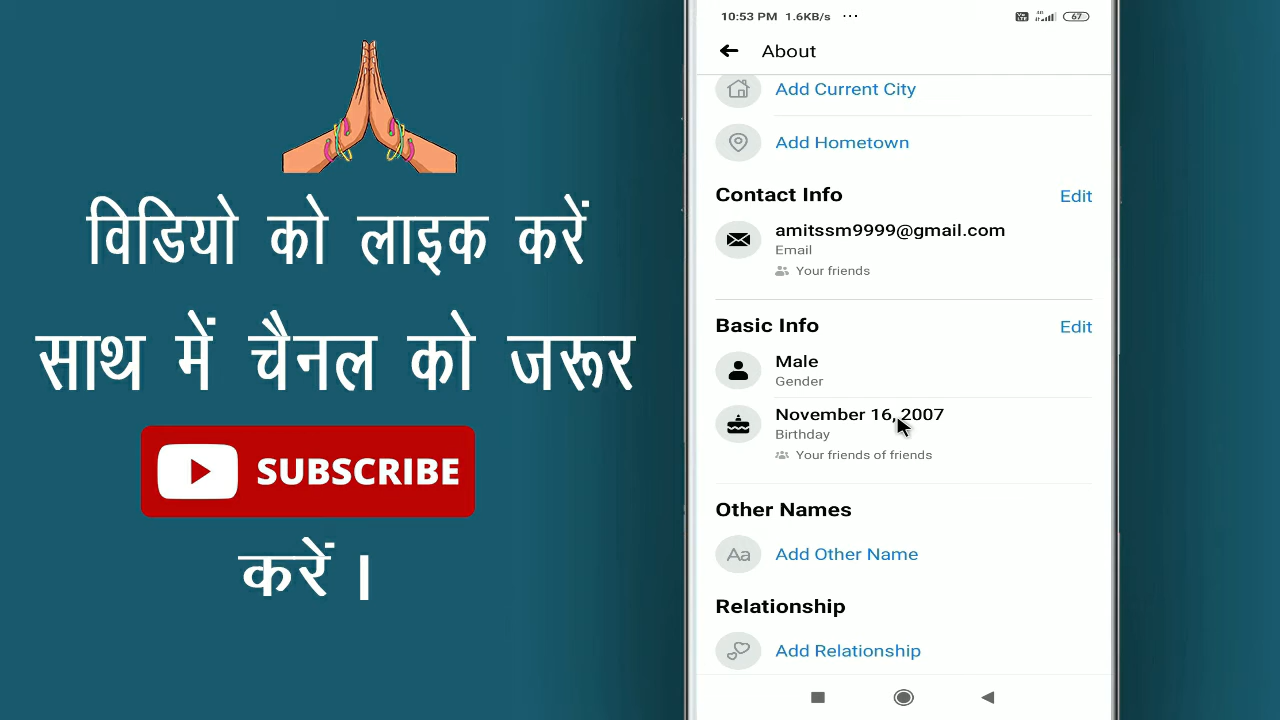 विडियो को लाइक करें
साथ में चैनल को जरूर
SUBSCRIBE
करें ।
10:53 PM 1.6KB/s ...
67
About
Add Current City
Add Hometown
Contact Info Edit
amitssm9999@gmail.com
Email
Your friends
Basic Info Edit
Male
Gender
November 16, 2007
Birthday
Your friends of friends
Other Names
Aa Add Other Name
Relationship
Add Relationship